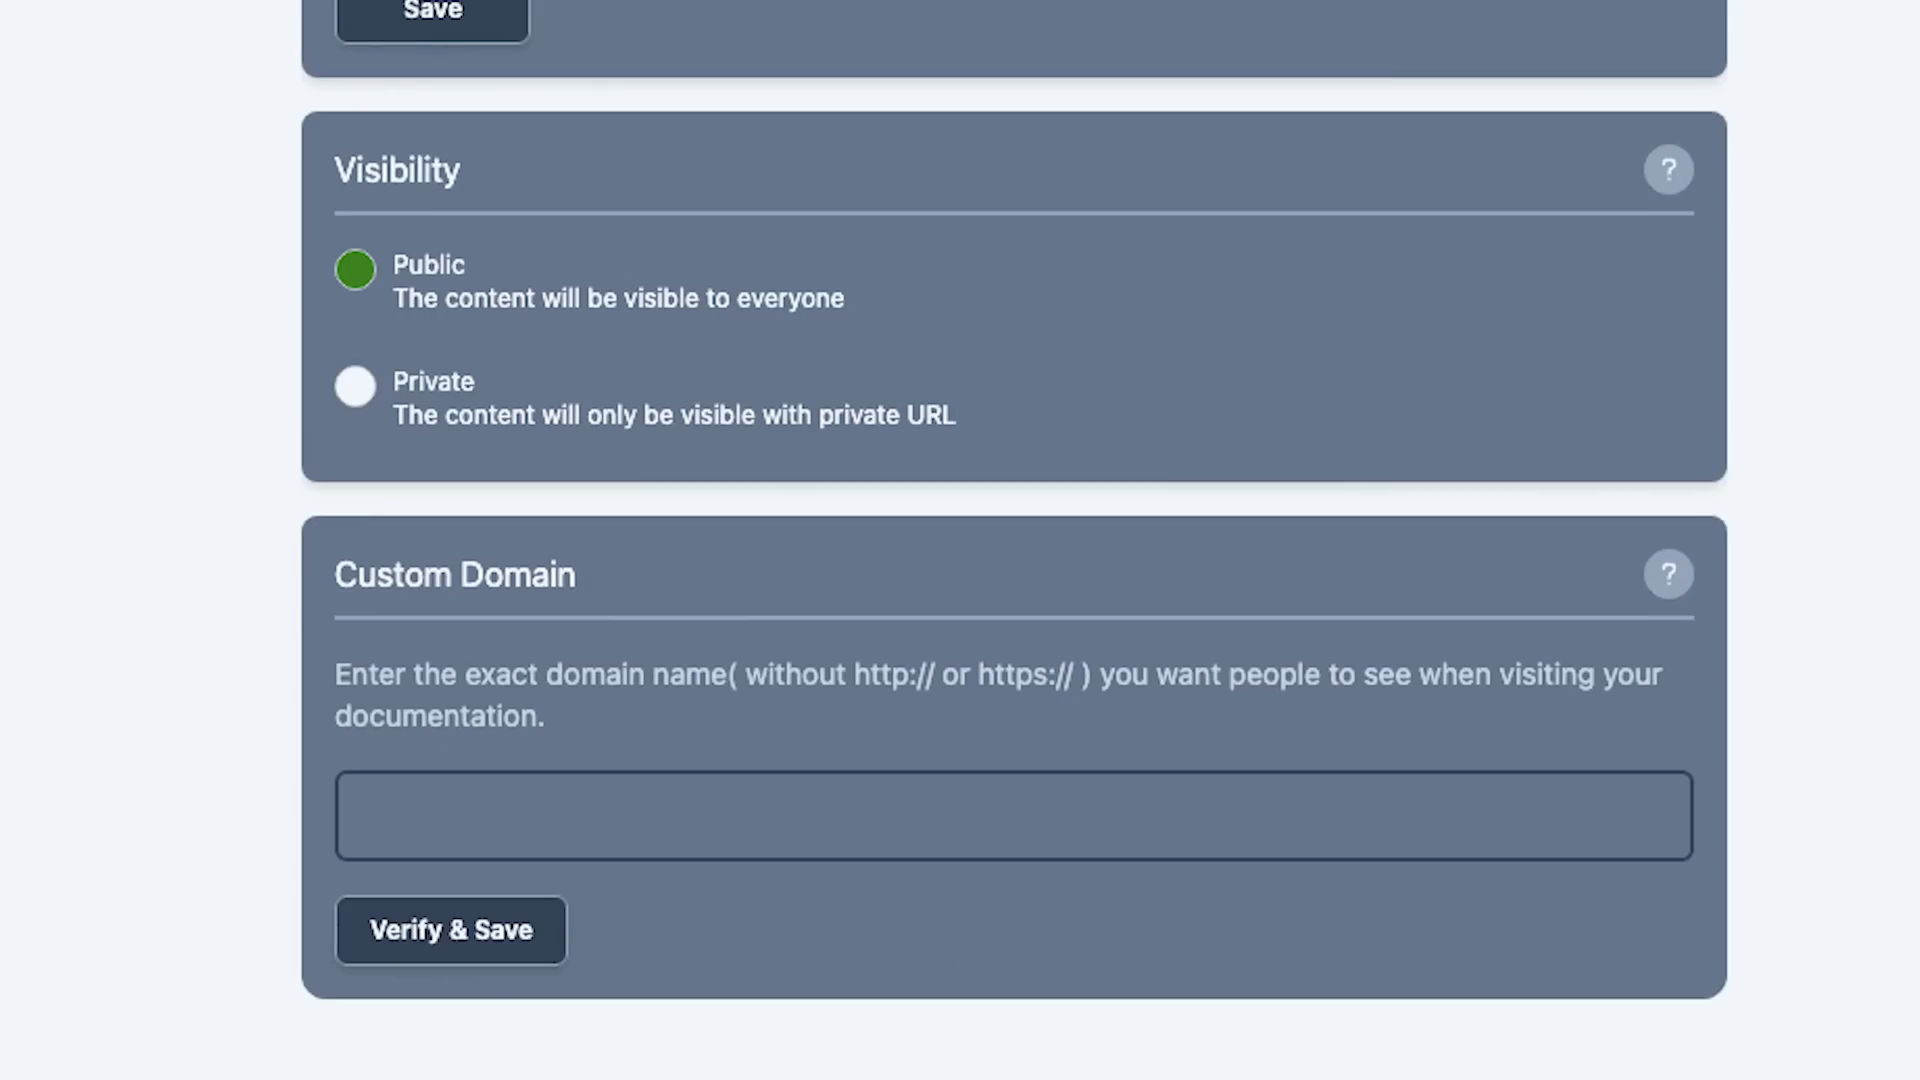 Save
Visibility
?
Public
The content will be visible to everyone
Private
The content will only be visible with private URL
Custom Domain
?
Enter the exact domain name( without http:// or https:// ) you want people to see when visiting your
documentation.
Verify & Save